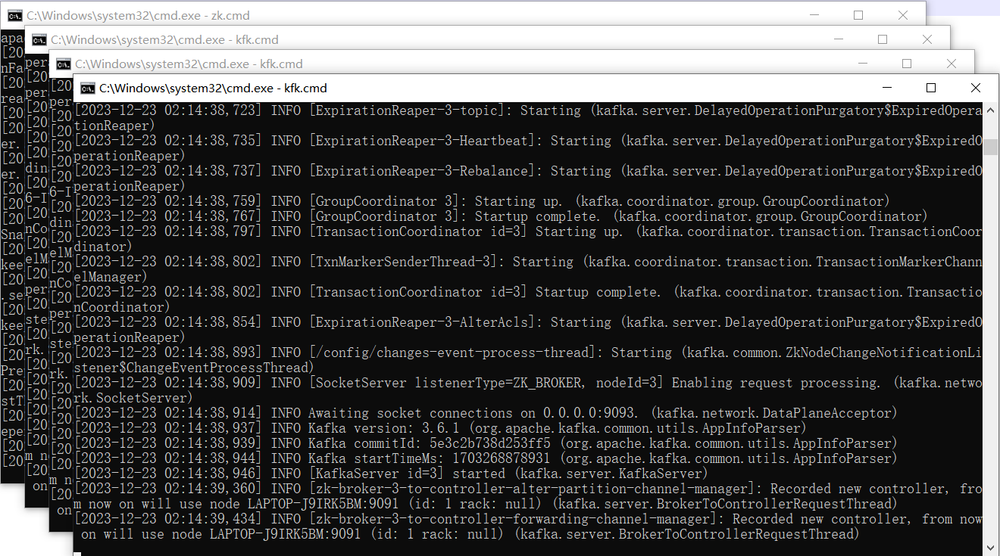 C:\Windows\system32\cmd.exe - zk.cmd
C:\Windows\system32\cmd.exe - kfk.cmd
C:\Windows\system32\cmd.exe - kfk.cmd
C:\Windows\system32\cmd.exe - kfk.cmd
[2023-12-23 02:14:38,723] INFO [ExpirationReaper-3-topic]: Starting (kafka.server.DelayedOperationPurgatory$ExpiredOpera
tionReaper)
[2023-12-23 02:14:38,735] INFO [ExpirationReaper-3-Heartbeat]: Starting (kafka.server.DelayedOperationPurgatory$ExpiredO
perationReaper)
[2023-12-23 02:14:38,737] INFO [ExpirationReaper-3-Rebalance]: Starting (kafka.server.DelayedOperationPurgatory$ExpiredO
perationReaper)
[2023-12-23 02:14:38,759] INFO [GroupCoordinator 3]: Starting up. (kafka.coordinator.group.GroupCoordinator)
[2023-12-23 02:14:38,767] INFO [GroupCoordinator 3]: Startup complete. (kafka.coordinator.group.GroupCoordinator)
[2023-12-23 02:14:38,797] INFO [TransactionCoordinator id=3] Starting up. (kafka.coordinator.transaction.TransactionCoor
dinator)
[2023-12-23 02:14:38,802] INFO [TxnMarkerSenderThread-3]: Starting (kafka.coordinator.transaction.TransactionMarkerChann
elManager)
[2023-12-23 02:14:38,802] INFO [TransactionCoordinator id=3] Startup complete. (kafka.coordinator.transaction.Transactio
nCoordinator)
[2023-12-23 02:14:38,854] INFO [ExpirationReaper-3-AlterAcls]: Starting (kafka.server.DelayedOperationPurgatory$ExpiredO
perationReaper)
[2023-12-23 02:14:38,893] INFO [/config/changes-event-process-thread]: Starting (kafka.common.ZkNodeChangeNotificationLi
stener$ChangeEventProcessThread)
[2023-12-23 02:14:38,909] INFO [SocketServer listenerType=ZK_BROKER, nodeId=3] Enabling request processing. (kafka.netwo
rk.SocketServer)
[2023-12-23 02:14:38,914] INFO Awaiting socket connections on 0.0.0.0:9093. (kafka.network.DataPlaneAcceptor)
[2023-12-23 02:14:38,937] INFO Kafka version: 3.6.1 (org.apache.kafka.common.utils.AppInfoParser)
[2023-12-23 02:14:38,939] INFO Kafka commitId: 5e3c2b738d253ff5 (org.apache.kafka.common.utils.AppInfoParser)
[2023-12-23 02:14:38,944] INFO Kafka startTimeMs: 1703268878931 (org.apache.kafka.common.utils.AppInfoParser)
[2023-12-23 02:14:38,946] INFO [KafkaServer id=3] started (kafka.server.KafkaServer)
[2023-12-23 02:14:39,360] INFO [zk-broker-3-to-controller-alter-partition-channel-manager]: Recorded new controller, fro
m now on will use node LAPTOP-J9IRK5BM:9091 (id: 1 rack: null) (kafka.server.BrokerToControllerRequestThread)
[2023-12-23 02:14:39,434] INFO [zk-broker-3-to-controller-forwarding-channel-manager]: Recorded new controller, from now
 on will use node LAPTOP-J9IRK5BM:9091 (id: 1 rack: null) (kafka.server.BrokerToControllerRequestThread)